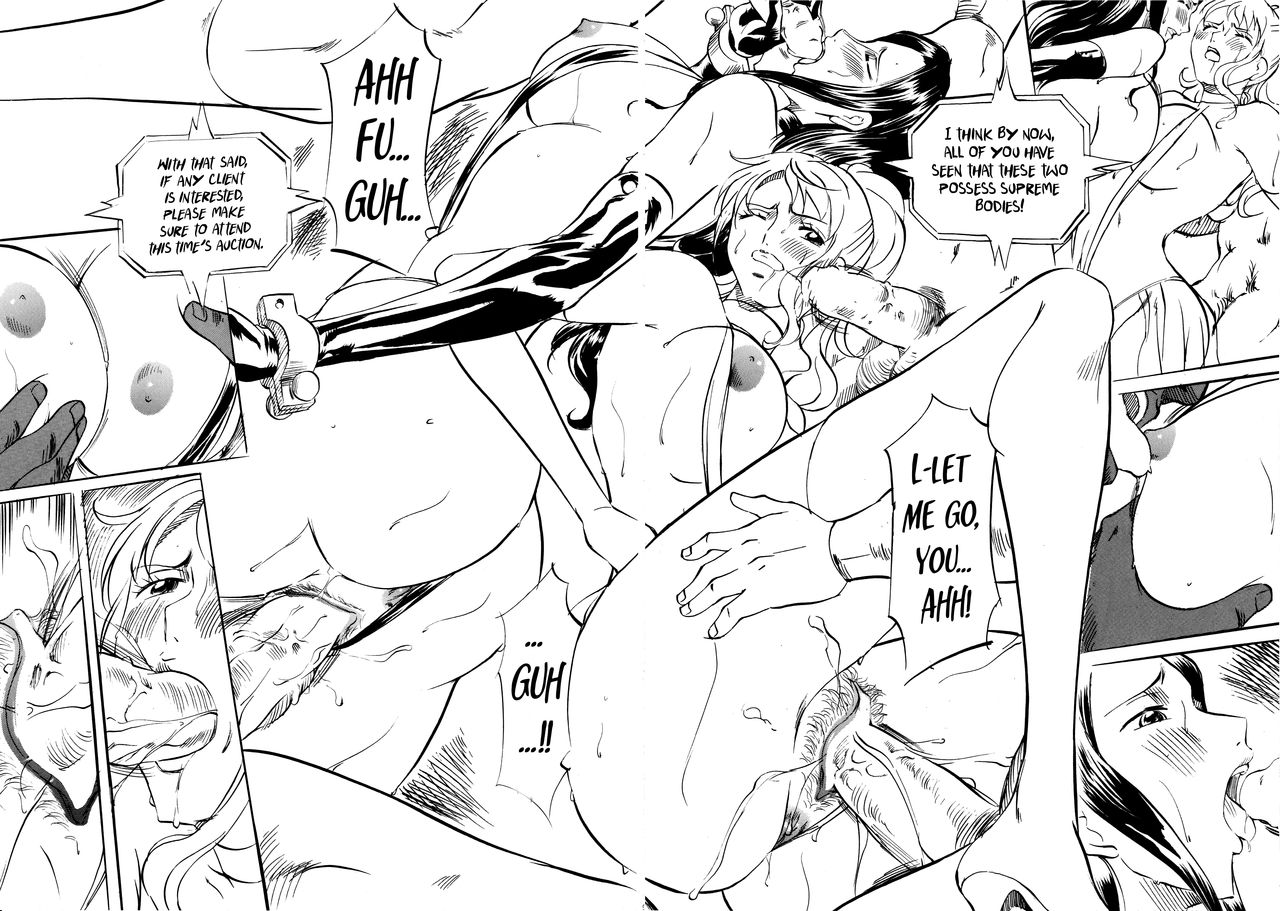 I THINK BY NOW,
ALL OF YOU HAVE
SEEN THAT THESE TWO
POSSESS SUPREME
BODIES!
L-LET
ME GO,
YOU...
AHH!
AHH
FU...
GUH...
...
GUH
...!!
WITH THAT SAID,
IF ANY CLIENT
IS INTERESTED,
PLEASE MAKE
SURE TO ATTEND
THIS TIME'S AUCTION.